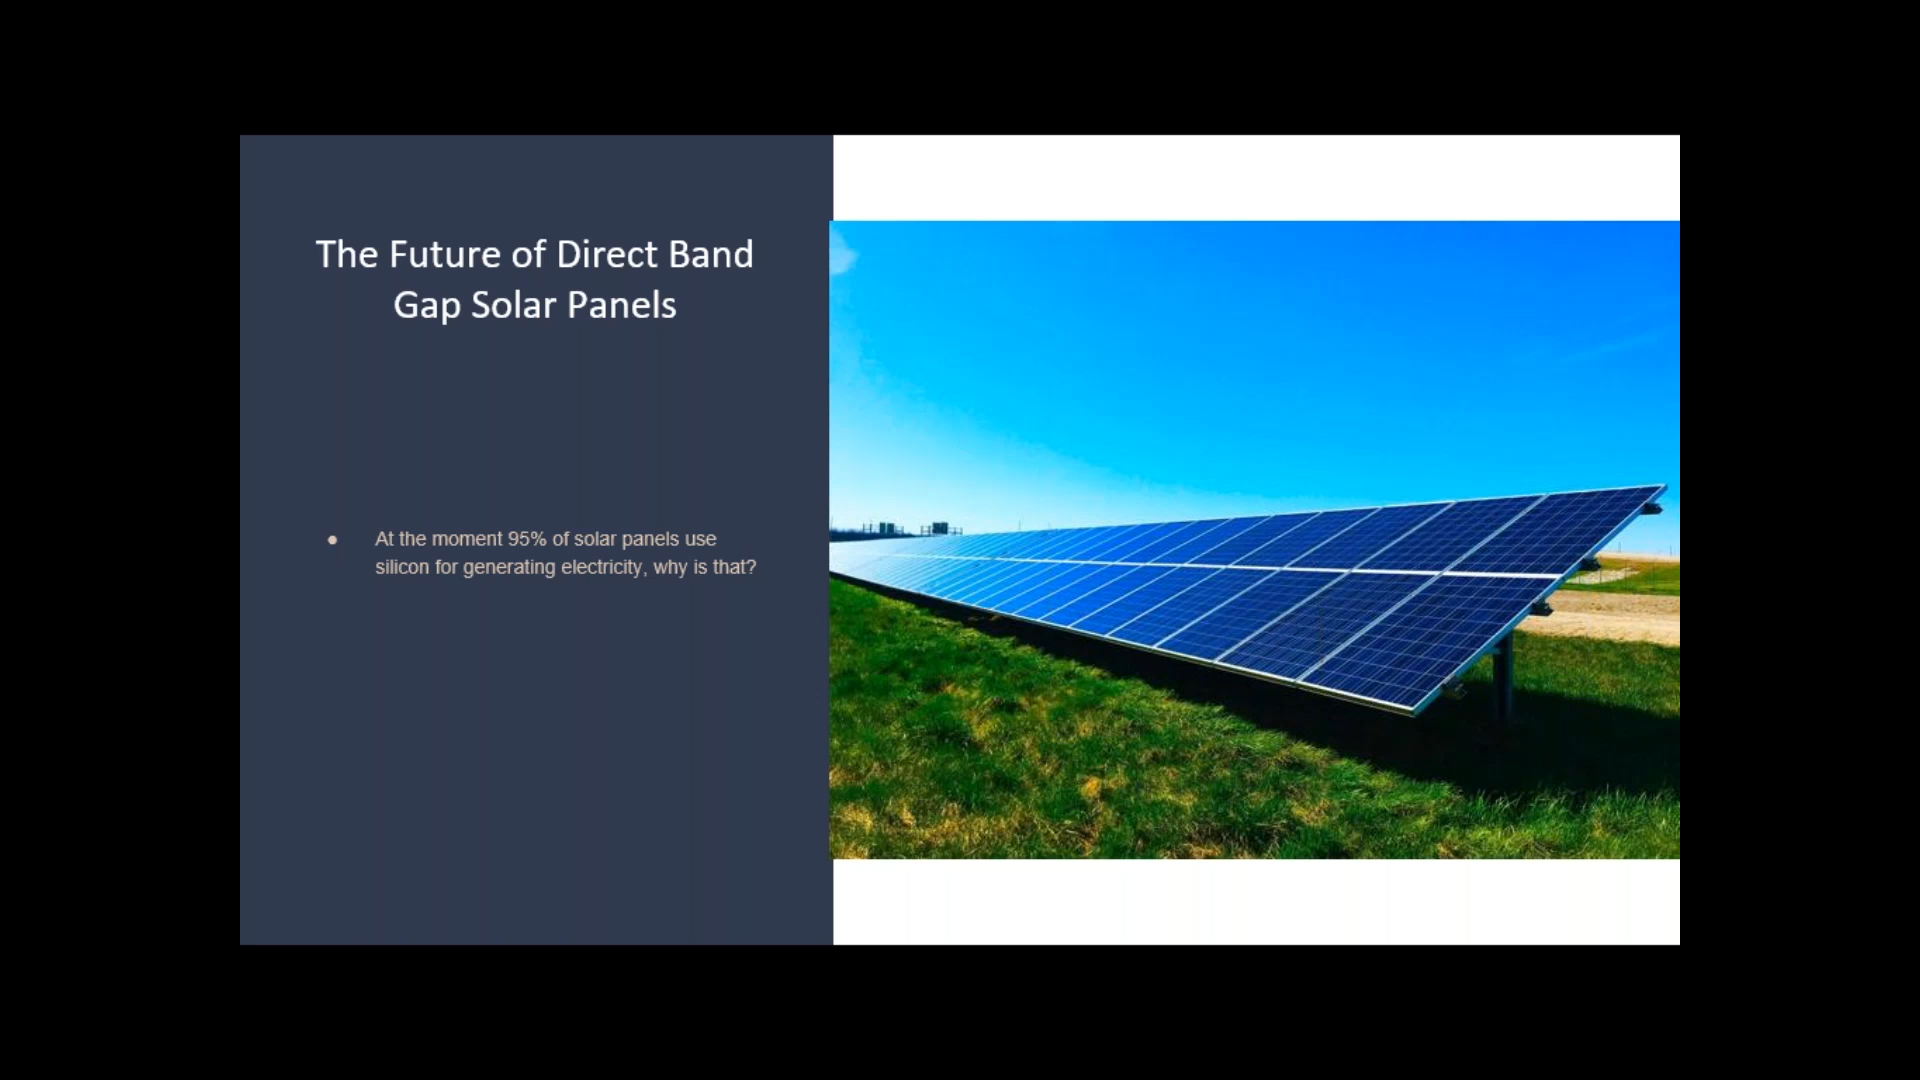 The Future of Direct Band
Gap Solar Panels
● At the moment 95% of solar panels use
silicon for generating electricity, why is that?